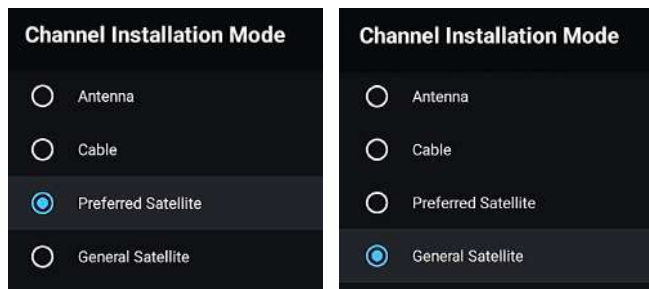 Channel Installation Mode
Antenna
Cable
Preferred Satellite
General Satellite
Channel Installation Mode
Antenna
Cable
Preferred Satellite
General Satellite